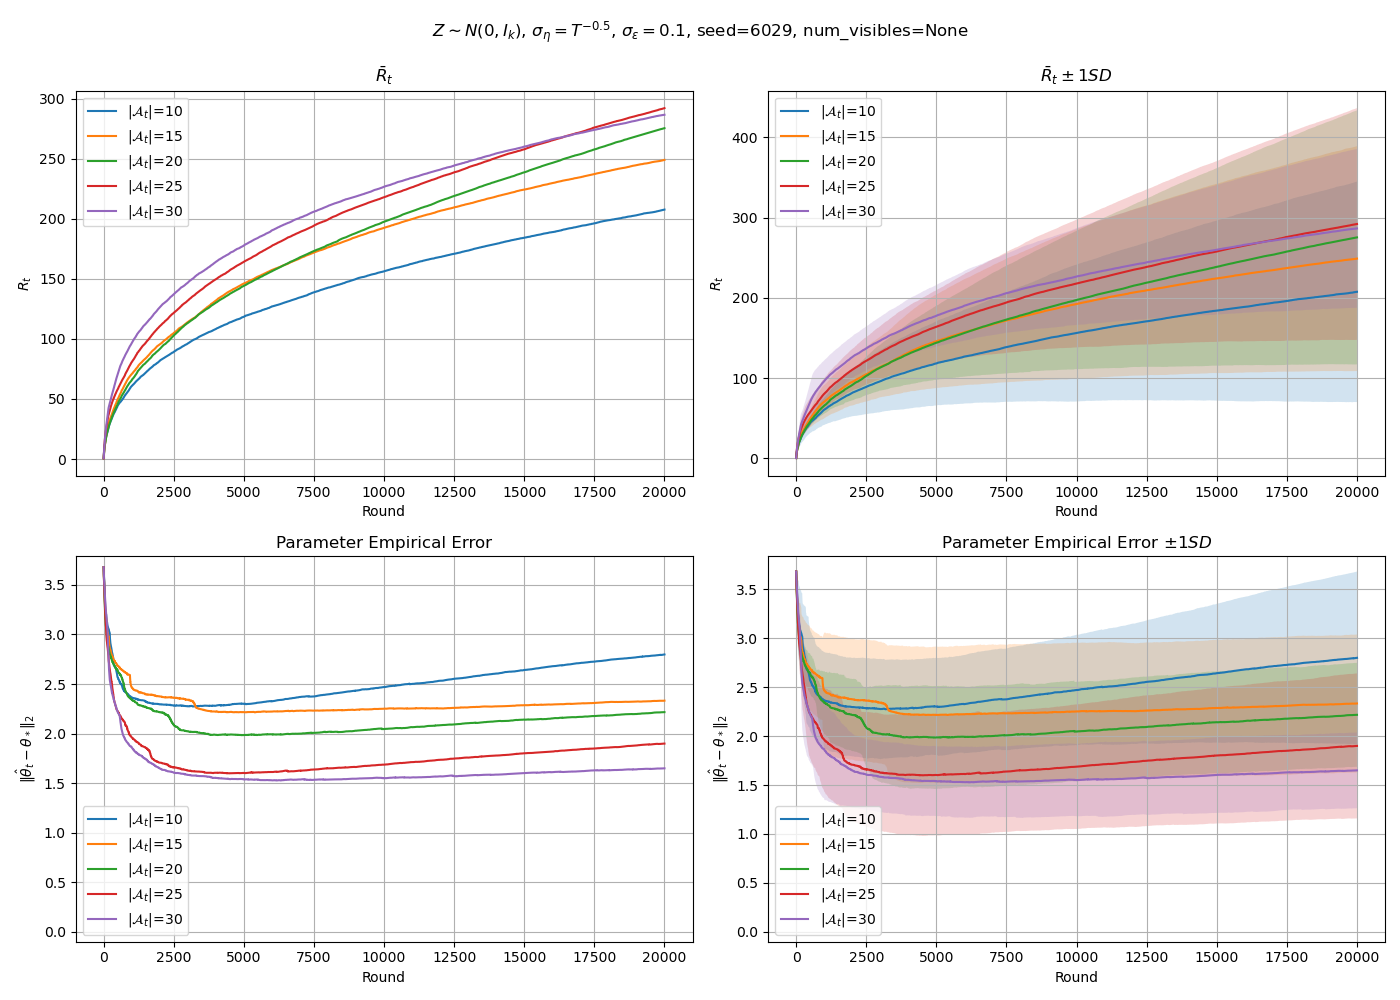 Z ∼ N(0, I_k), σ_η = T^{−0.5}, σ_ε = 0.1, seed=6029, num_visibles=None
R̄_t
300
250
200
150
100
50
0
R_t
0 2500 5000 7500 10000 12500 15000 17500 20000
Round
|𝒜_t|=10
|𝒜_t|=15
|𝒜_t|=20
|𝒜_t|=25
|𝒜_t|=30
R̄_t ± 1SD
400
300
200
100
0
R_t
0 2500 5000 7500 10000 12500 15000 17500 20000
Round
|𝒜_t|=10
|𝒜_t|=15
|𝒜_t|=20
|𝒜_t|=25
|𝒜_t|=30
Parameter Empirical Error
3.5
3.0
2.5
2.0
1.5
1.0
0.5
0.0
‖θ̂_t − θ_*‖_2
0 2500 5000 7500 10000 12500 15000 17500 20000
Round
|𝒜_t|=10
|𝒜_t|=15
|𝒜_t|=20
|𝒜_t|=25
|𝒜_t|=30
Parameter Empirical Error ±1SD
3.5
3.0
2.5
2.0
1.5
1.0
0.5
0.0
‖θ̂_t − θ_*‖_2
0 2500 5000 7500 10000 12500 15000 17500 20000
Round
|𝒜_t|=10
|𝒜_t|=15
|𝒜_t|=20
|𝒜_t|=25
|𝒜_t|=30